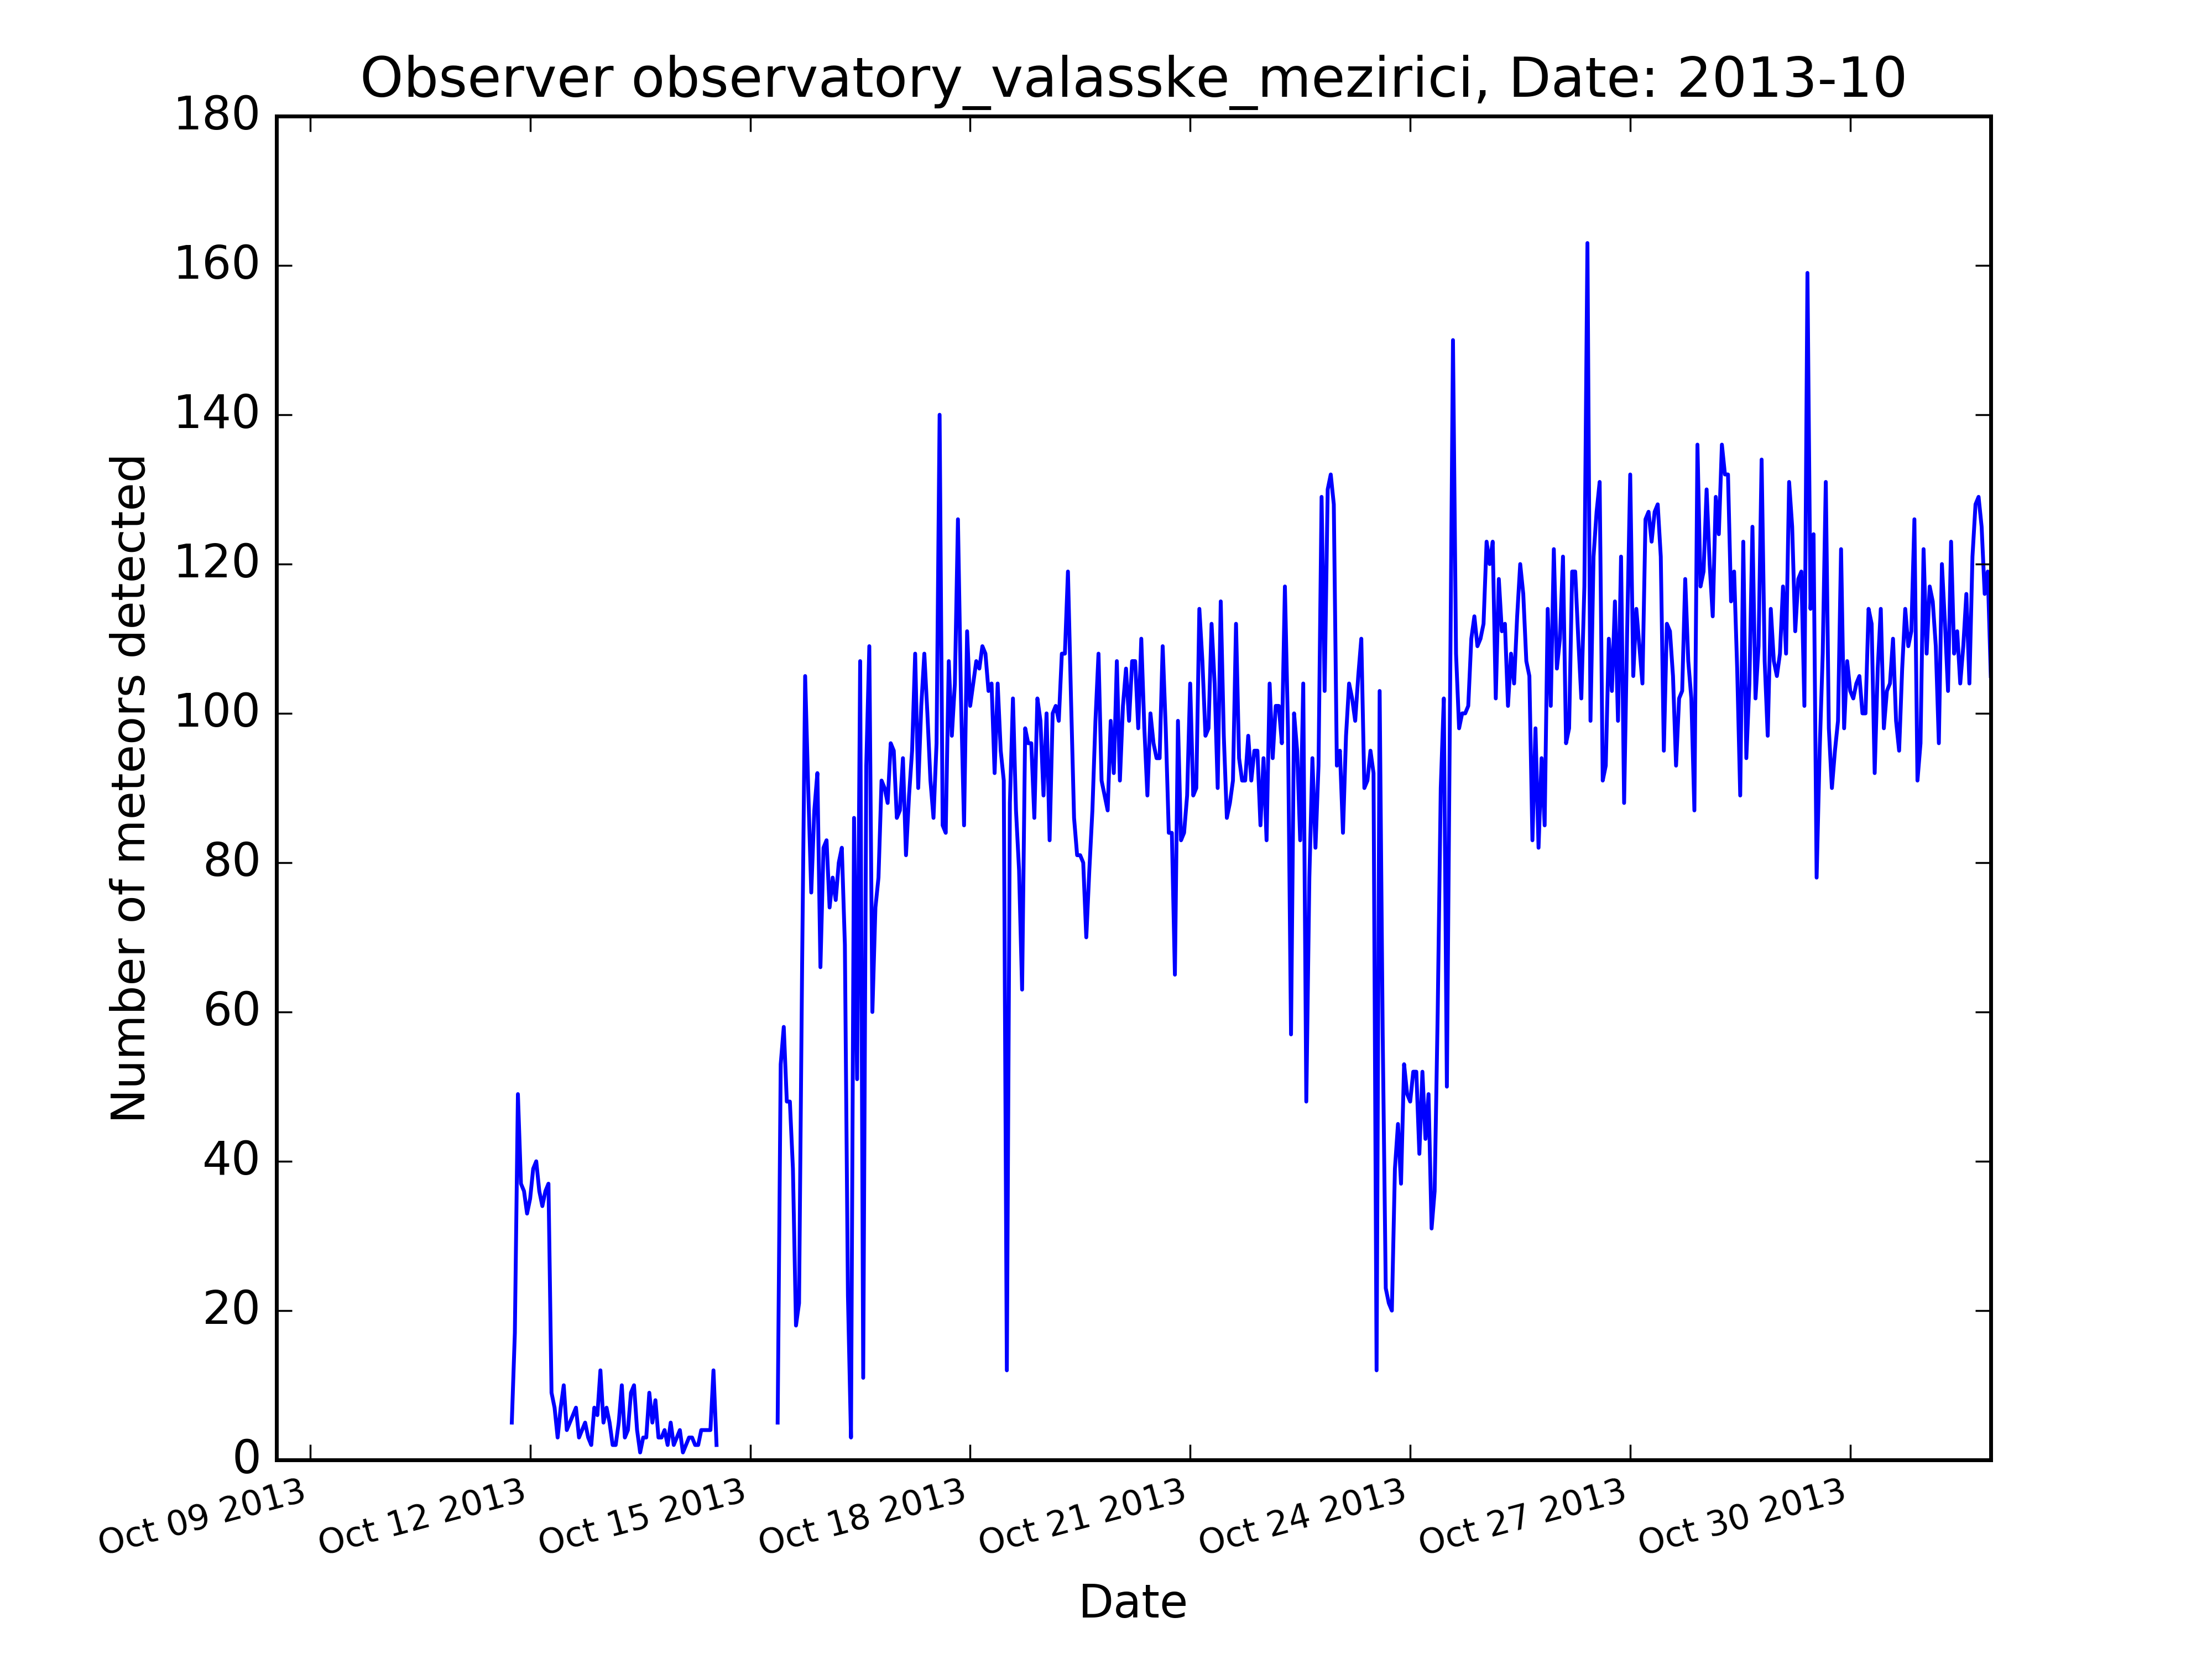 Observer observatory_valasske_mezirici, Date: 2013-10
180
160
140
120
100
80
60
40
20
0
Number of meteors detected
Oct 09 2013
Oct 12 2013
Oct 15 2013
Oct 18 2013
Oct 21 2013
Oct 24 2013
Oct 27 2013
Oct 30 2013
Date